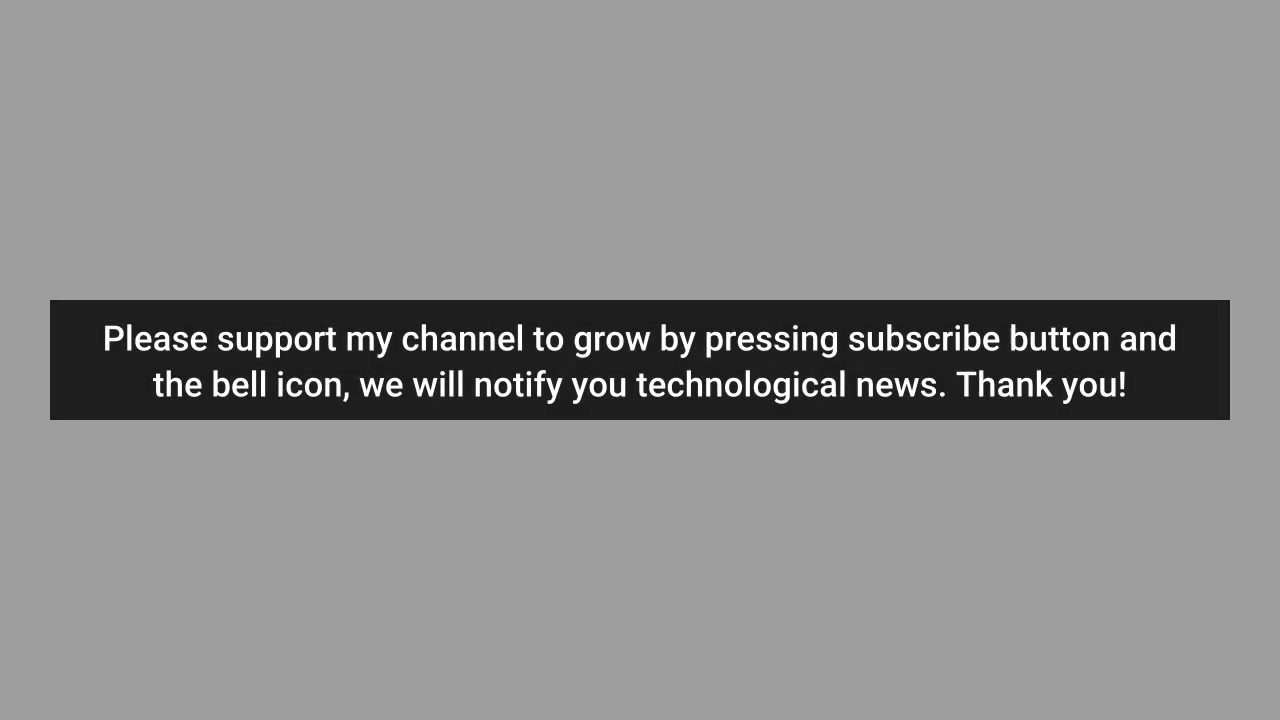 Please support my channel to grow by pressing subscribe button and
the bell icon, we will notify you technological news. Thank you!